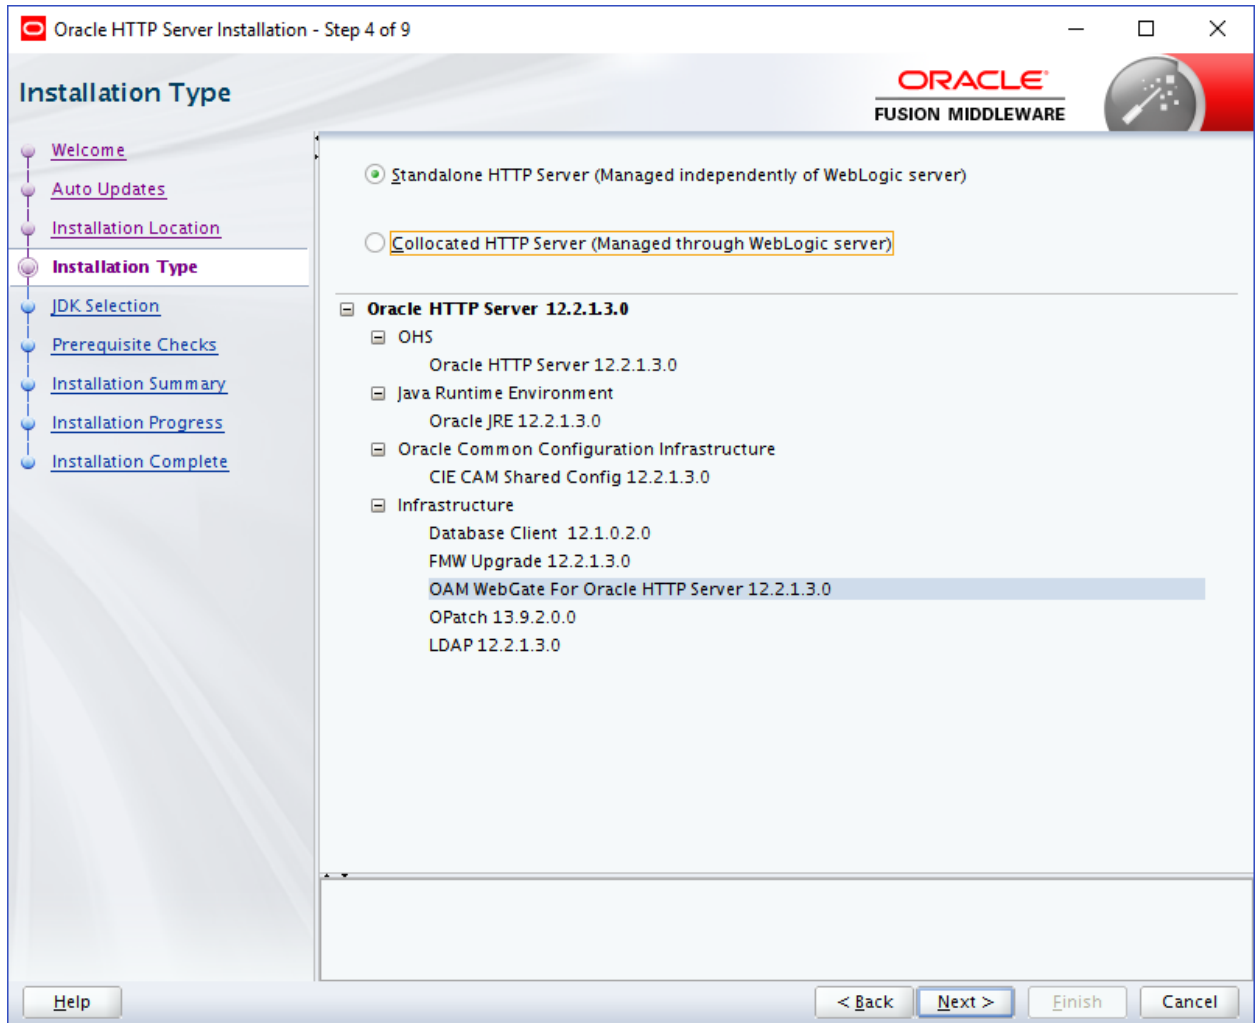 Oracle HTTP Server Installation - Step 4 of 9
Installation Type
ORACLE
FUSION MIDDLEWARE
Welcome
Auto Updates
Installation Location
Installation Type
JDK Selection
Prerequisite Checks
Installation Summary
Installation Progress
Installation Complete
Standalone HTTP Server (Managed independently of WebLogic server)
Collocated HTTP Server (Managed through WebLogic server)
Oracle HTTP Server 12.2.1.3.0
OHS
Oracle HTTP Server 12.2.1.3.0
Java Runtime Environment
Oracle JRE 12.2.1.3.0
Oracle Common Configuration Infrastructure
CIE CAM Shared Config 12.2.1.3.0
Infrastructure
Database Client 12.1.0.2.0
FMW Upgrade 12.2.1.3.0
OAM WebGate For Oracle HTTP Server 12.2.1.3.0
OPatch 13.9.2.0.0
LDAP 12.2.1.3.0
Help
< Back
Next >
Finish
Cancel